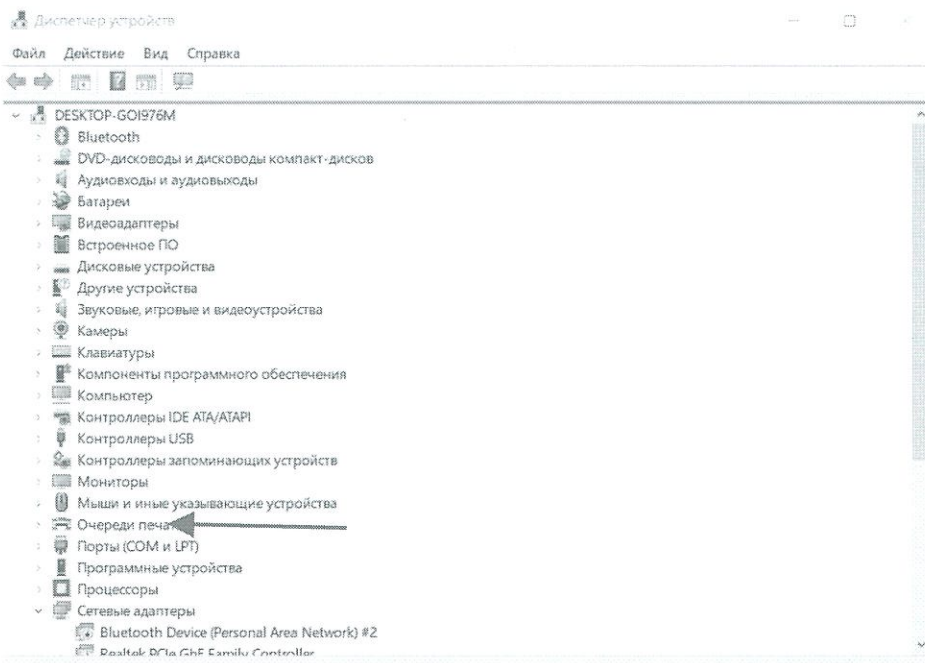 Диспетчер устройств
Файл Действие Вид Справка
DESKTOP-GOI976M
Bluetooth
DVD-дисководы и дисководы компакт-дисков
Аудиовходы и аудиовыходы
Батареи
Видеоадаптеры
Встроенное ПО
Дисковые устройства
Другие устройства
Звуковые, игровые и видеоустройства
Камеры
Клавиатуры
Компоненты программного обеспечения
Компьютер
Контроллеры IDE ATA/ATAPI
Контроллеры USB
Контроллеры запоминающих устройств
Мониторы
Мыши и иные указывающие устройства
Очереди печат
Порты (COM и LPT)
Программные устройства
Процессоры
Сетевые адаптеры
Bluetooth Device (Personal Area Network) #2
Realtek PCIe GbE Family Controller